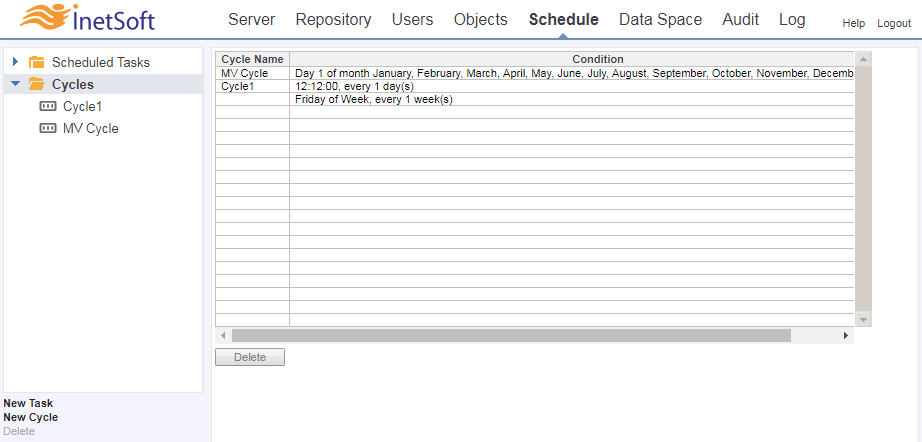 InetSoft
Server Repository Users Objects Schedule Data Space Audit Log Help Logout
Scheduled Tasks
Cycles
Cycle1
MV Cycle
Cycle Name Condition
MV Cycle Day 1 of month January, February, March, April, May, June, July, August, September, October, November, Decemb
Cycle1 12:12:00, every 1 day(s)
Friday of Week, every 1 week(s)
Delete
New Task
New Cycle
Delete